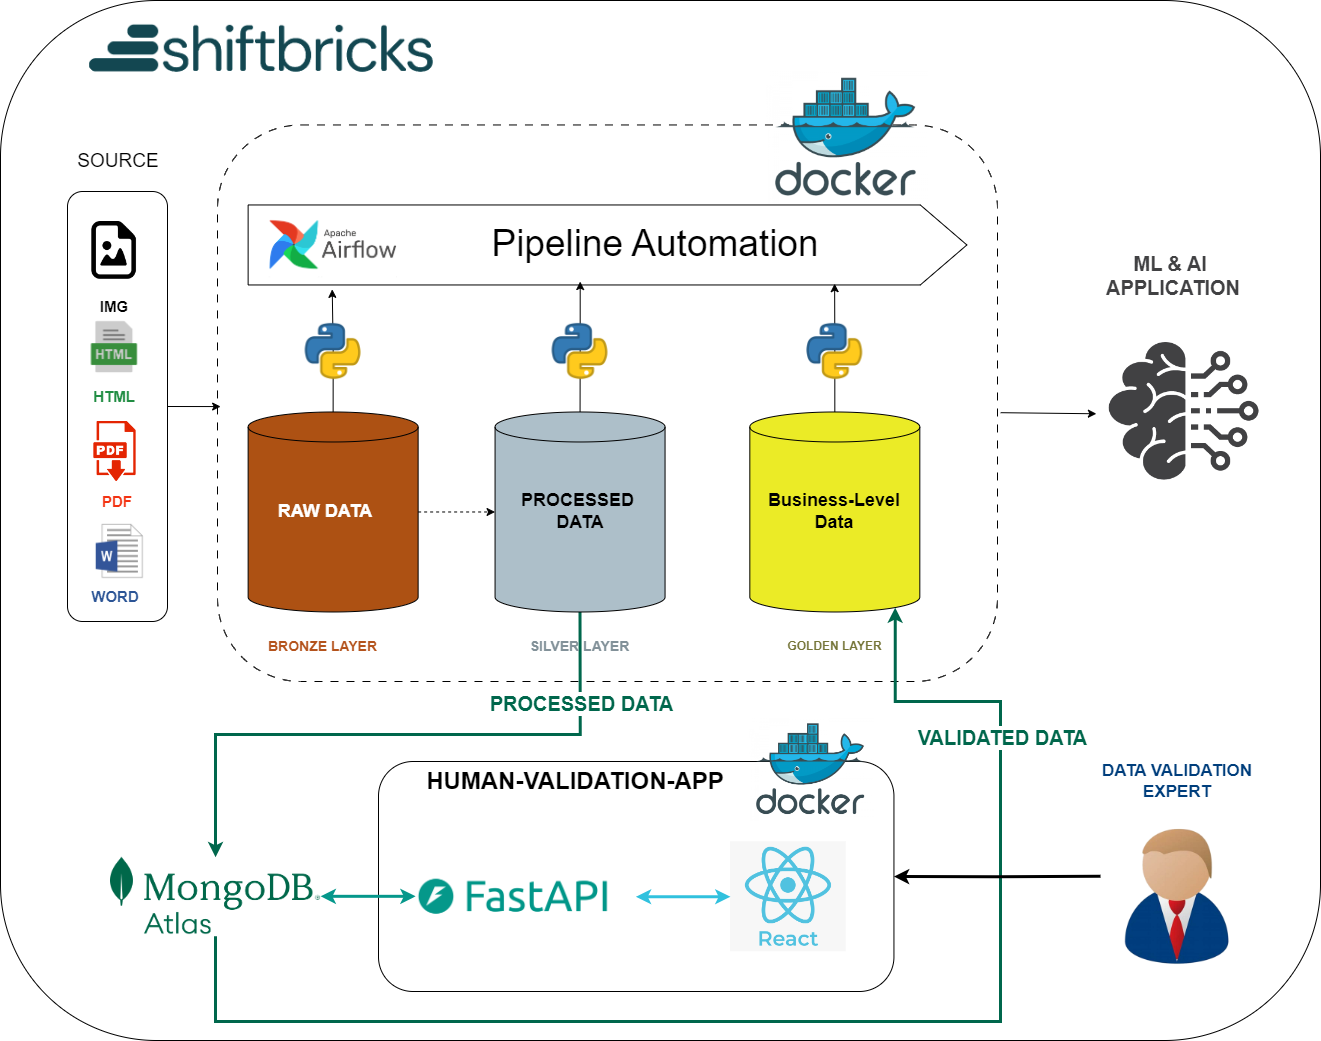 shiftbricks
docker
SOURCE
Apache
Airflow
Pipeline Automation
IMG
HTML
HTML
PDF
PDF
W
WORD
ML & AI
APPLICATION
RAW DATA
PROCESSED
DATA
Business-Level
Data
BRONZE LAYER
SILVER LAYER
GOLDEN LAYER
PROCESSED DATA
VALIDATED DATA
HUMAN-VALIDATION-APP
docker
DATA VALIDATION
EXPERT
MongoDB®
Atlas
FastAPI
React